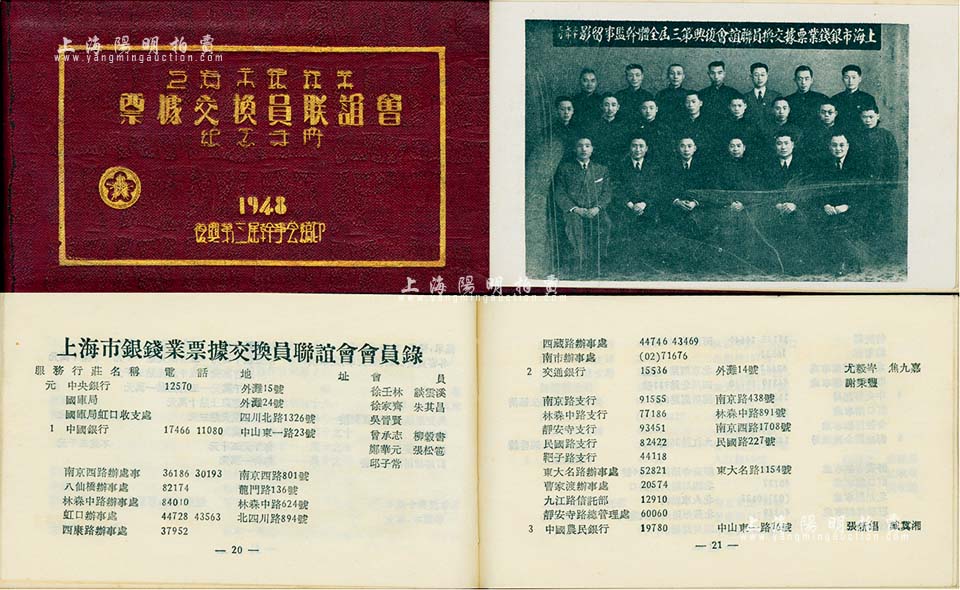 上海市銀錢業
票據交換員联誼會
紀念手冊
1948
復興第三屆幹事會編印
上海市銀錢業票據交換員聯誼會復興第三屆全體幹監事留影
上海陽明拍賣
www.yangmingauction.com
上海市銀錢業票據交換員聯誼會會員錄
服務行莊名稱 電話 地址 會員
元 中央銀行 12570 外灘15號 徐壬林 談雲溪
國庫局 外灘24號 徐家齊 朱其昌
國庫局虹口收支處 四川北路1326號 吳晉賢
1 中國銀行 17466 11080 中山東一路23號 曾承志 柳穀書
鄭華元 張松苞
邱子常
南京西路辦處事 36186 30193 南京西路801號
八仙橋辦事處 82174 龍門路136號
林森中路辦事處 84010 林森中路624號
虹口辦事處 44728 43563 北四川路894號
西康路辦事處 37952
— 20 —
西藏路辦事處 44746 43469
南市辦事處 (02)71676
2 交通銀行 15536 外灘14號 尤毅岑 焦九嘉
謝秉璽
南京路支行 91555 南京路438號
林森中路支行 77186 林森中路891號
靜安寺支行 93451 南京西路1708號
民國路支行 82422 民國路227號
靶子路支行 44118
東大名路辦事處 52821 東大名路1154號
曹家渡辦事處 20574
九江路信託部 12910
靜安寺路總管理處 60060
3 中國農民銀行 19780 中山東一路16號
— 21 —